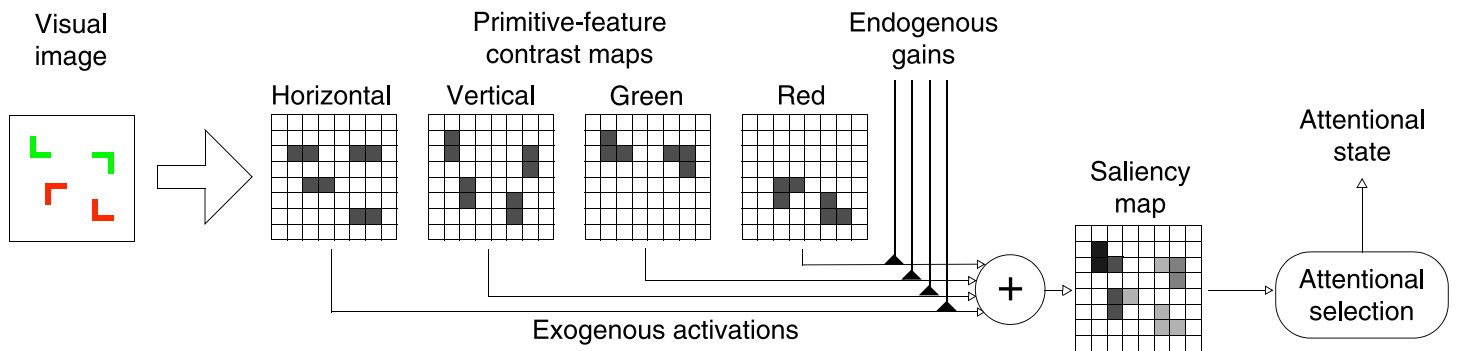 Visual
image
Primitive-feature
contrast maps
Endogenous
gains
Horizontal
Vertical
Green
Red
Attentional
state
Saliency
map
+
Attentional
selection
Exogenous activations